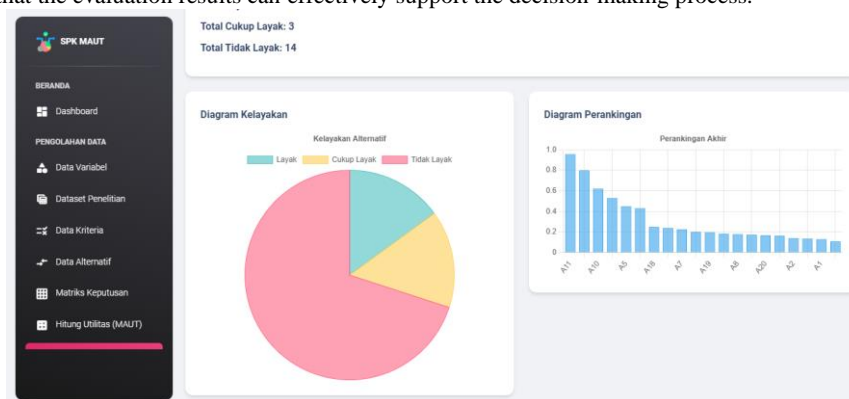 hat the evaluation results can effectively support the decision-making process.
SPK MAUT
BERANDA
Dashboard
PENGOLAHAN DATA
Data Variabel
Dataset Penelitian
Data Kriteria
Data Alternatif
Matriks Keputusan
Hitung Utilitas (MAUT)
Total Cukup Layak: 3
Total Tidak Layak: 14
Diagram Kelayakan
Kelayakan Alternatif
Layak Cukup Layak Tidak Layak
Diagram Perankingan
Perankingan Akhir
1.0
0.8
0.6
0.4
0.2
0
A11 A10 A5 A18 A7 A19 A8 A20 A2 A1